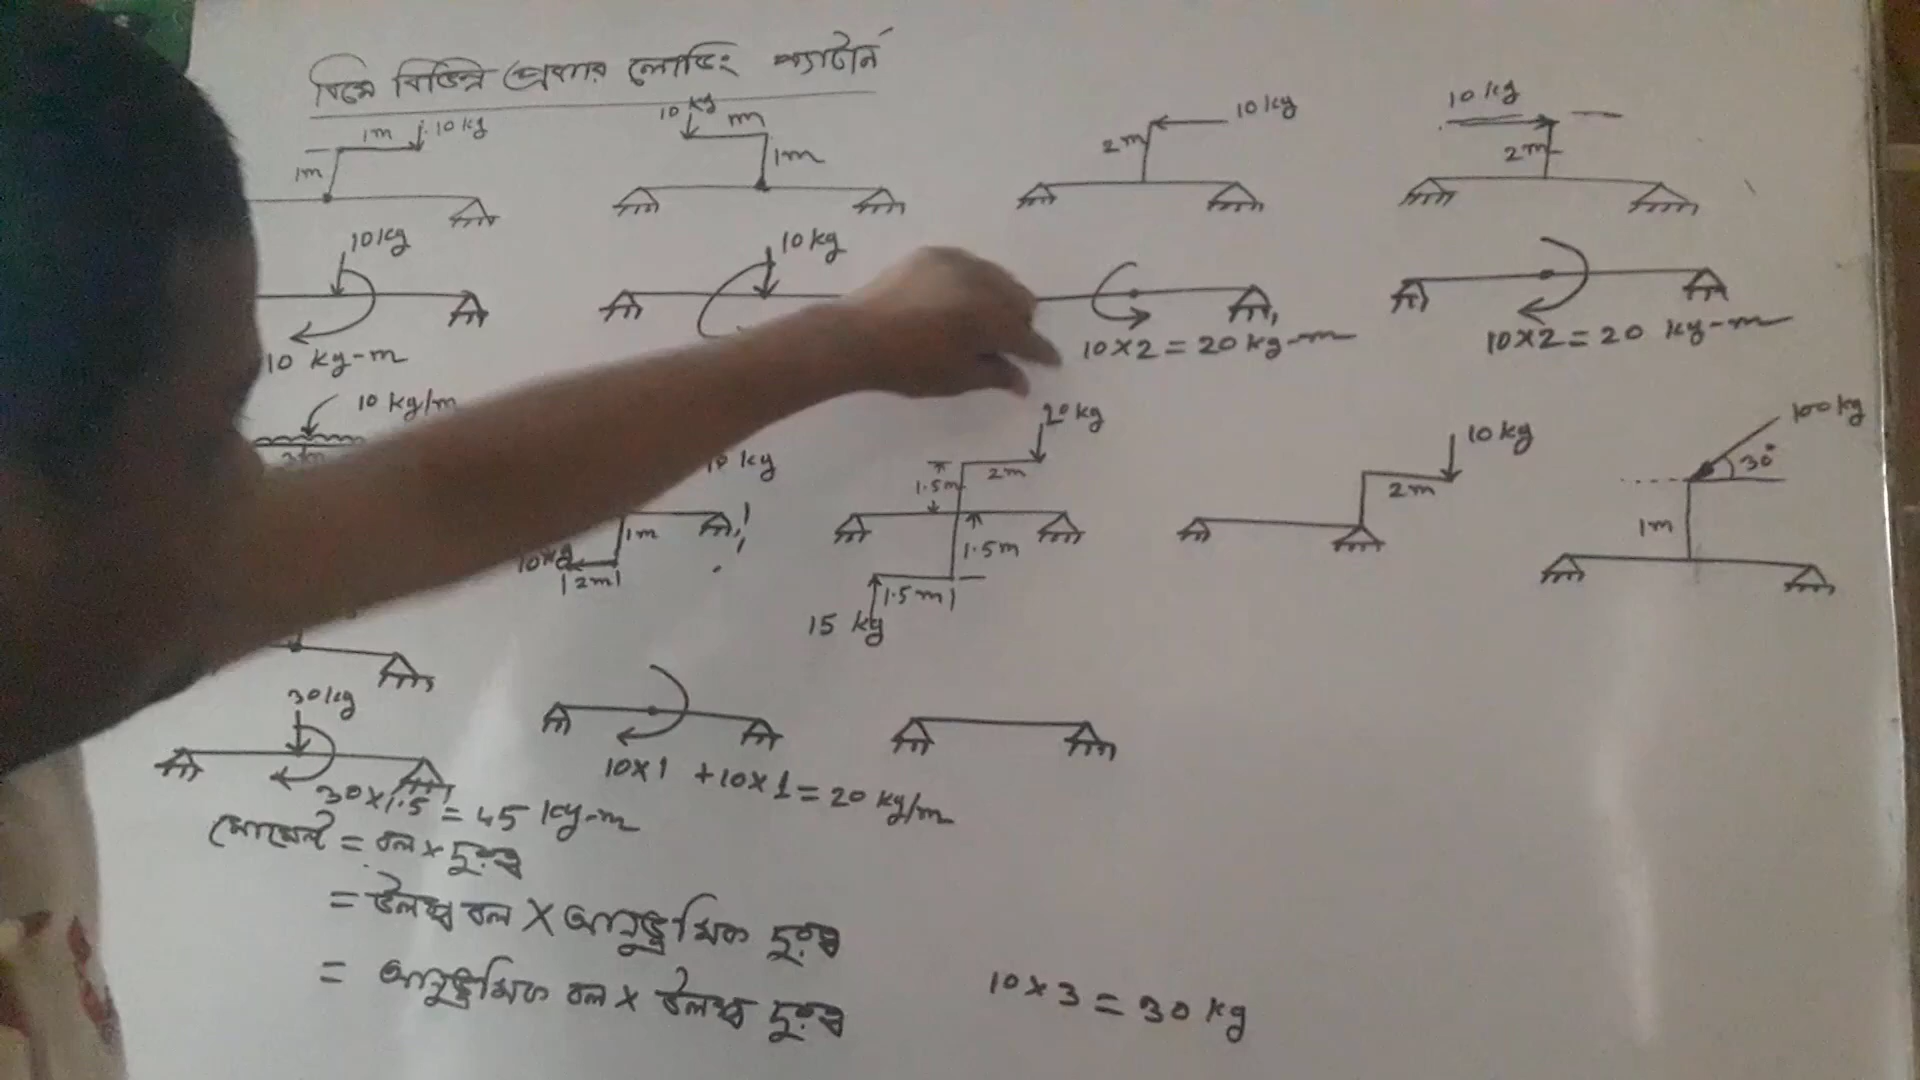 বিমে বিভিন্ন প্রকার লোডিং প্যাটার্ন
1m 10 kg 10 kg m 10 kg 10 kg
1m 1m 2m 2m
10 kg 10 kg
10 kg-m 10×2=20 kg-m 10×2=20 kg-m
10 kg/m 20 kg 10 kg 100 kg
10 kg 1.5m 2m 2m 30°
1m 1.5m 1m
2m 1.5m
15 kg
30 kg
30×1.5=45 kg-m 10×1 +10×1=20 kg/m
মোমেন্ট = বল × দূরত্ব
= উলম্ব বল × আনুভূমিক দূরত্ব
= আনুভূমিক বল × উলম্ব দূরত্ব 10×3=30 kg